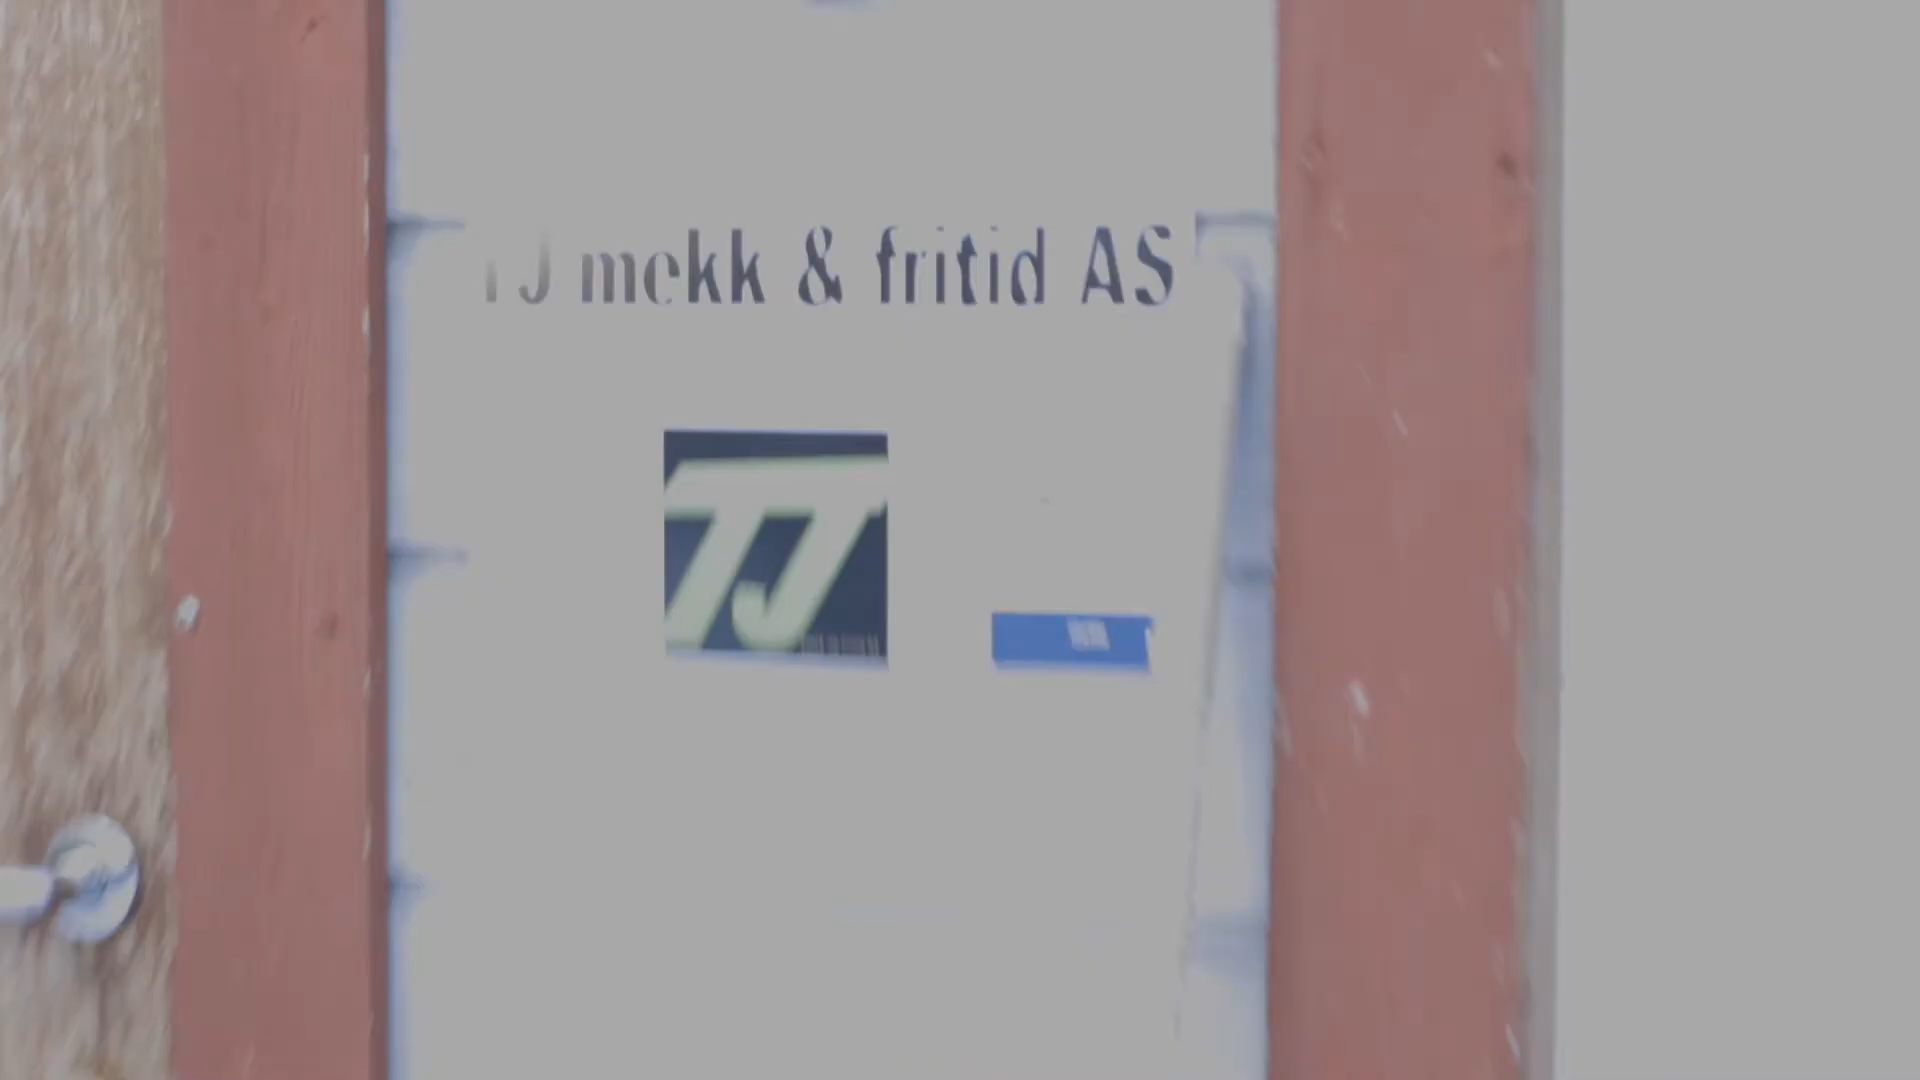 TJ mekk & fritid AS
TJ